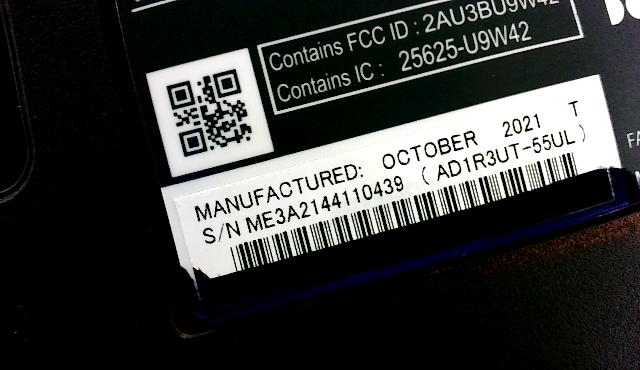 Contains FCC ID : 2AU3BU9W42
Contains IC : 25625-U9W42
MANUFACTURED: OCTOBER 2021 T
S/N ME3A2144110439 ( AD1R3UT-55UL )